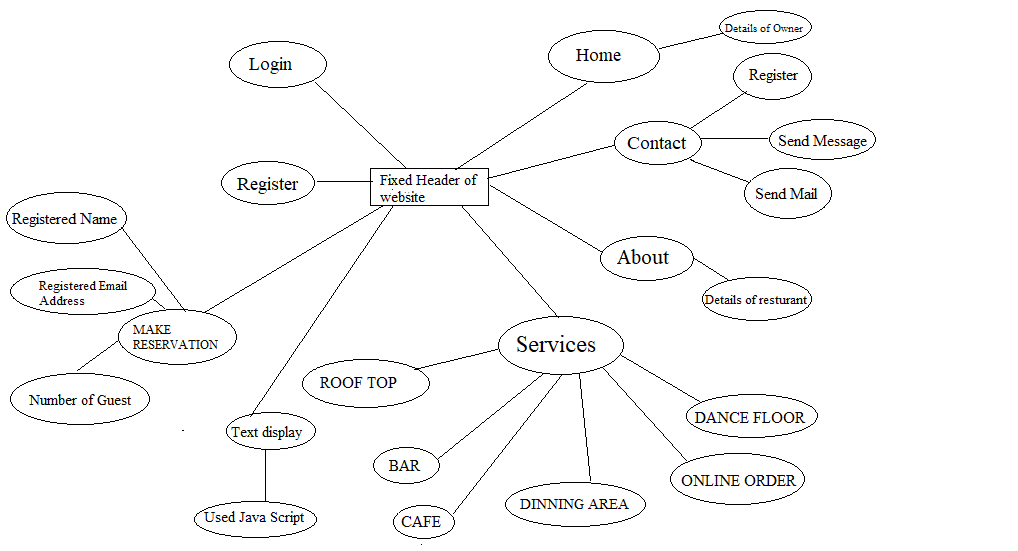 Details of Owner
Home
Login
Register
Contact
Send Message
Fixed Header of
website
Register
Send Mail
Registered Name
About
Registered Email
Address
Details of resturant
MAKE
RESERVATION
Services
ROOF TOP
Number of Guest
DANCE FLOOR
Text display
BAR
ONLINE ORDER
DINNING AREA
Used Java Script
CAFE